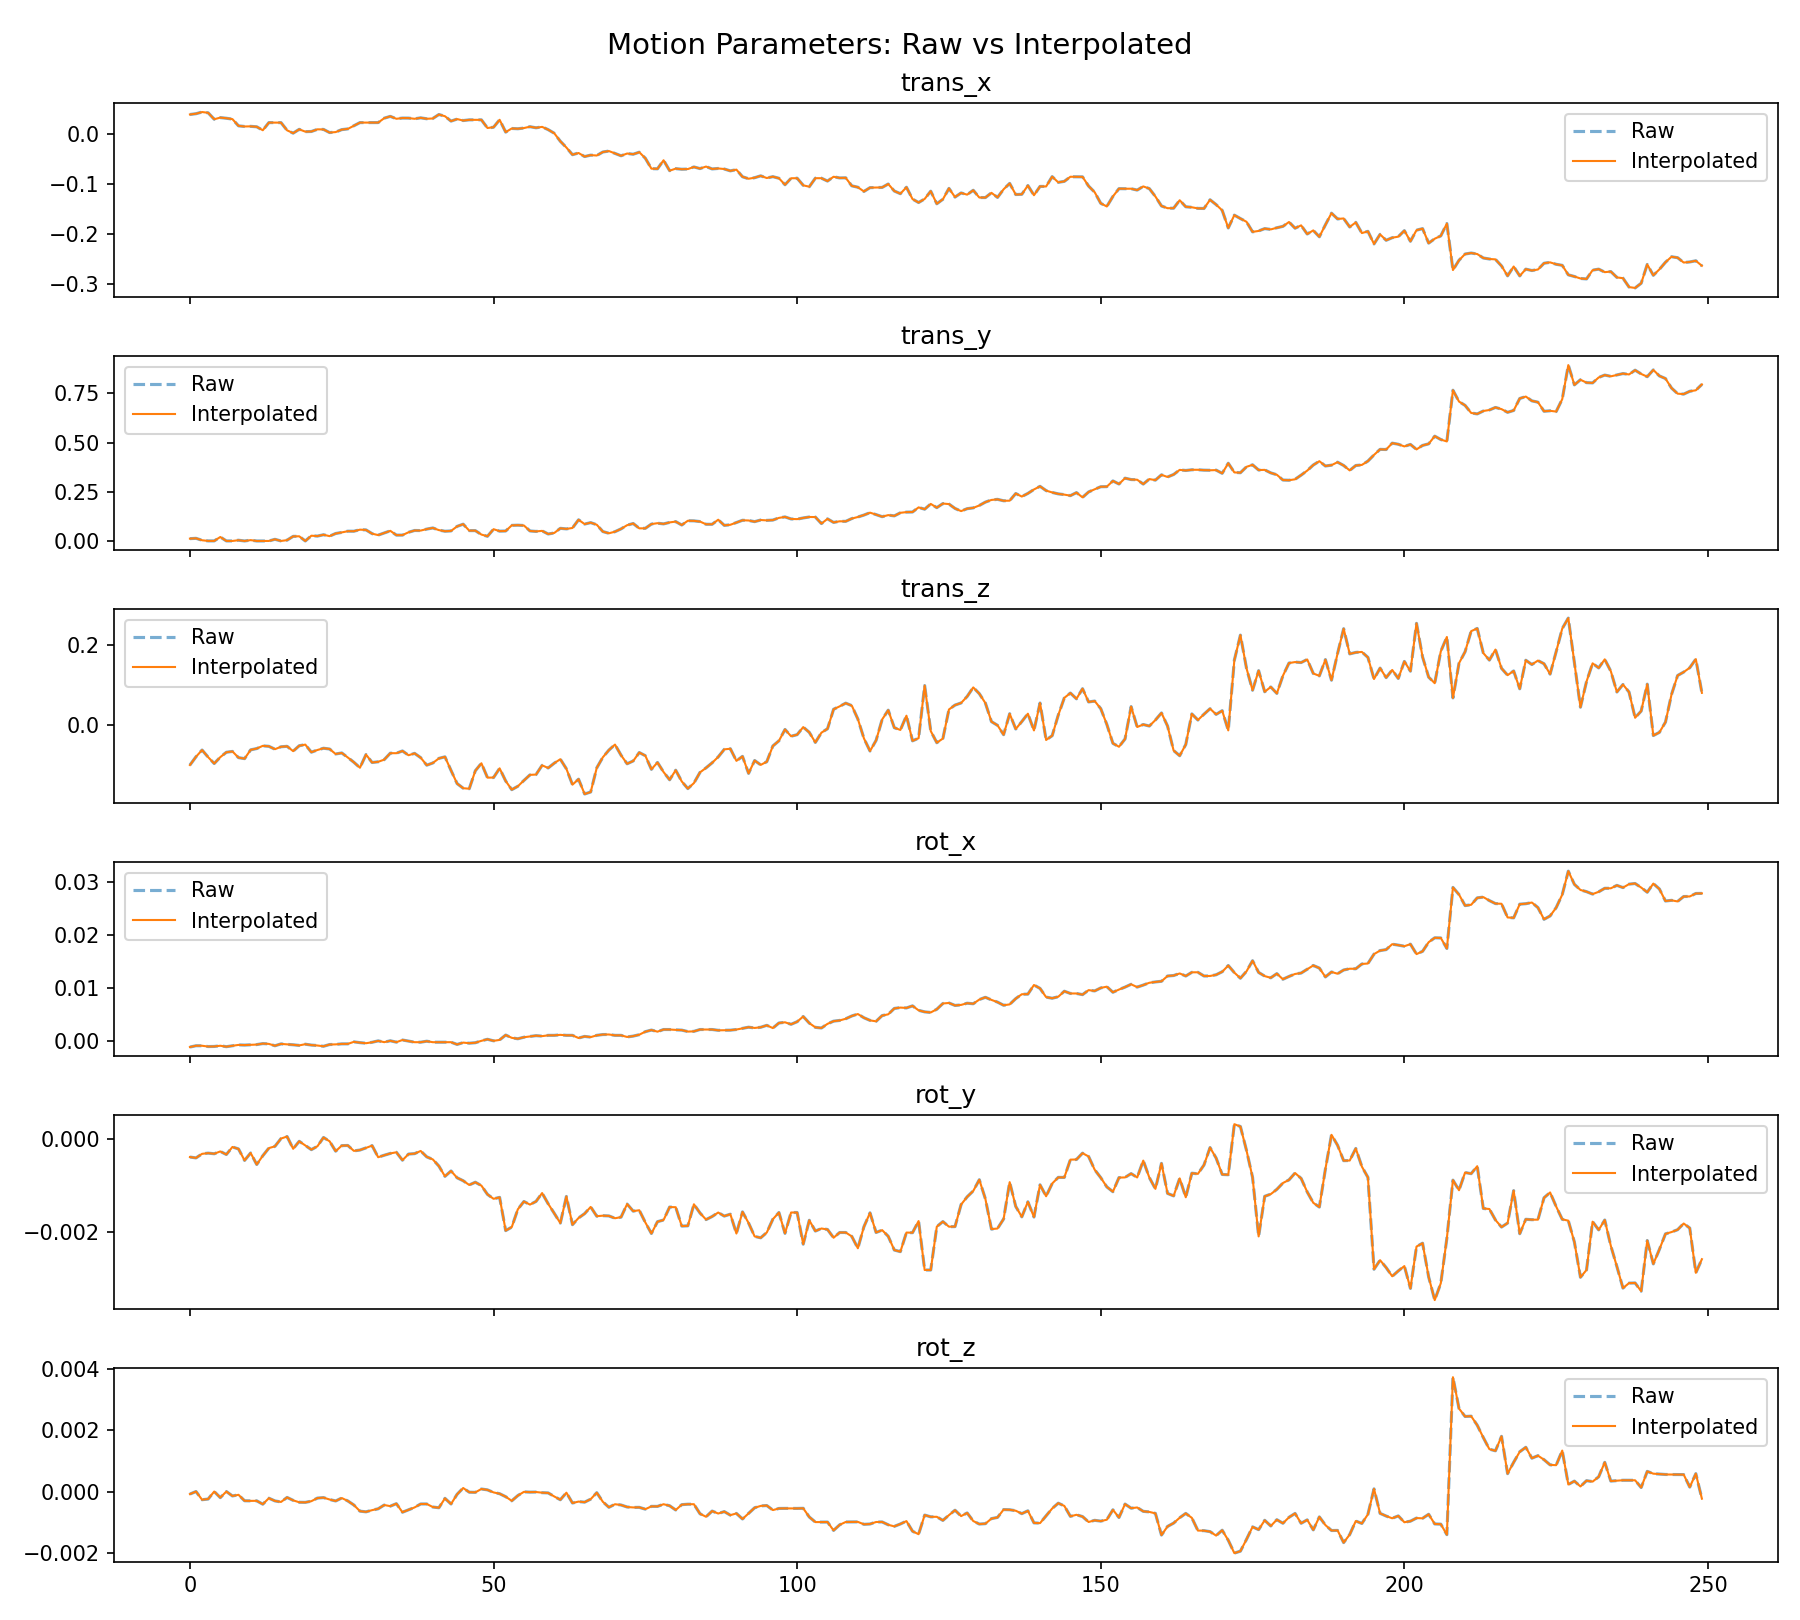 Motion Parameters: Raw vs Interpolated
trans_x
0.0
−0.1
−0.2
−0.3
Raw
Interpolated
trans_y
0.75
0.50
0.25
0.00
Raw
Interpolated
trans_z
0.2
0.0
Raw
Interpolated
rot_x
0.03
0.02
0.01
0.00
Raw
Interpolated
rot_y
0.000
−0.002
Raw
Interpolated
rot_z
0.004
0.002
0.000
−0.002
Raw
Interpolated
0 50 100 150 200 250